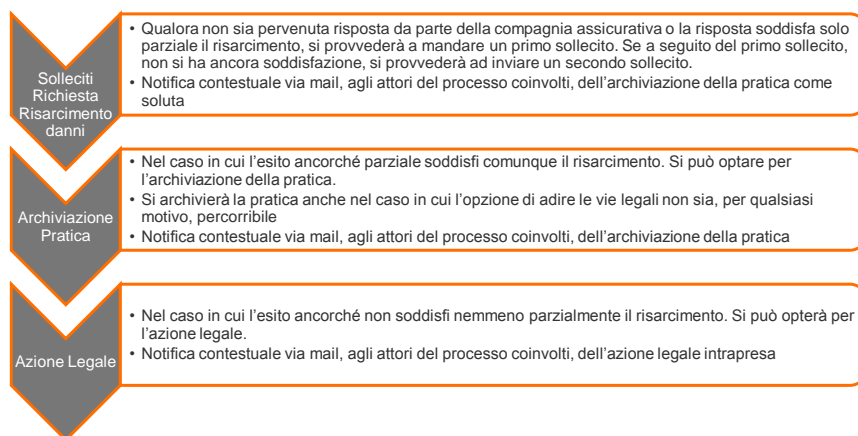 Solleciti
Richiesta
Risarcimento
danni
• Qualora non sia pervenuta risposta da parte della compagnia assicurativa o la risposta soddisfa solo
parziale il risarcimento, si provvederà a mandare un primo sollecito. Se a seguito del primo sollecito,
non si ha ancora soddisfazione, si provvederà ad inviare un secondo sollecito.
• Notifica contestuale via mail, agli attori del processo coinvolti, dell'archiviazione della pratica come
soluta
Archiviazione
Pratica
• Nel caso in cui l'esito ancorché parziale soddisfi comunque il risarcimento. Si può optare per
l'archiviazione della pratica.
• Si archivierà la pratica anche nel caso in cui l'opzione di adire le vie legali non sia, per qualsiasi
motivo, percorribile
• Notifica contestuale via mail, agli attori del processo coinvolti, dell'archiviazione della pratica
Azione Legale
• Nel caso in cui l'esito ancorché non soddisfi nemmeno parzialmente il risarcimento. Si può opterà per
l'azione legale.
• Notifica contestuale via mail, agli attori del processo coinvolti, dell'azione legale intrapresa